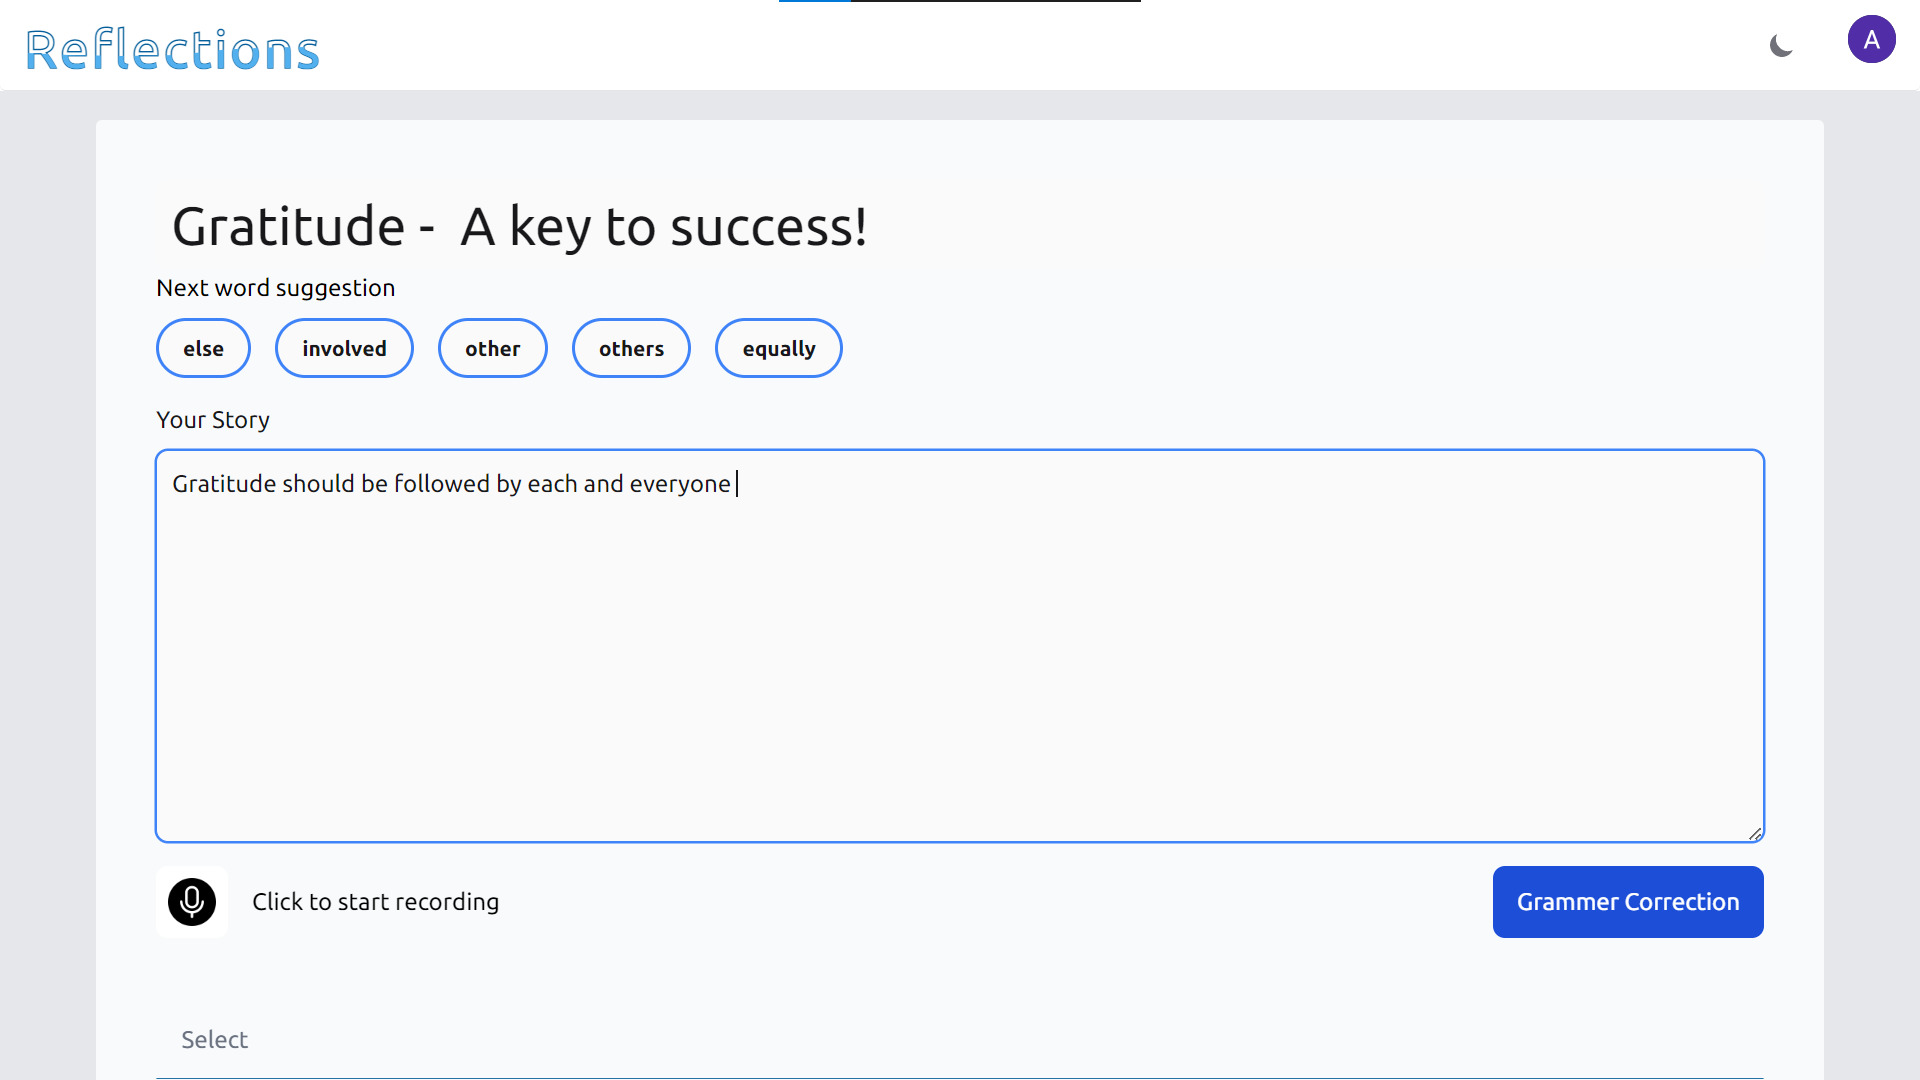 Reflections
A
Gratitude -  A key to success!
Next word suggestion
else involved other others equally
Your Story
Gratitude should be followed by each and everyone
Click to start recording
Grammer Correction
Select